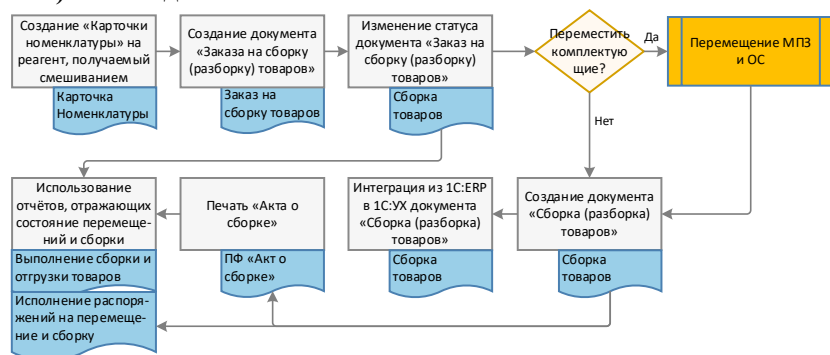 Создание «Карточки
номенклатуры» на
реагент, получаемый
смешиванием
Карточка
Номенклатуры
Создание документа
«Заказа на сборку
(разборку) товаров»
Заказ на
сборку товаров
Изменение статуса
документа «Заказ на
сборку (разборку)
товаров»
Сборка
товаров
Переместить
комплектую
щие?
Да
Перемещение МПЗ
и ОС
Нет
Использование
отчётов, отражающих
состояние перемеще-
ний и сборки
Выполнение сборки и
отгрузки товаров
Исполнение распоря-
жений на перемеще-
ние и сборку
Печать «Акта о
сборке»
ПФ «Акт о
сборке»
Интеграция из 1С:ERP
в 1С:УХ документа
«Сборка (разборка)
товаров»
Сборка
товаров
Создание документа
«Сборка (разборка)
товаров»
Сборка
товаров